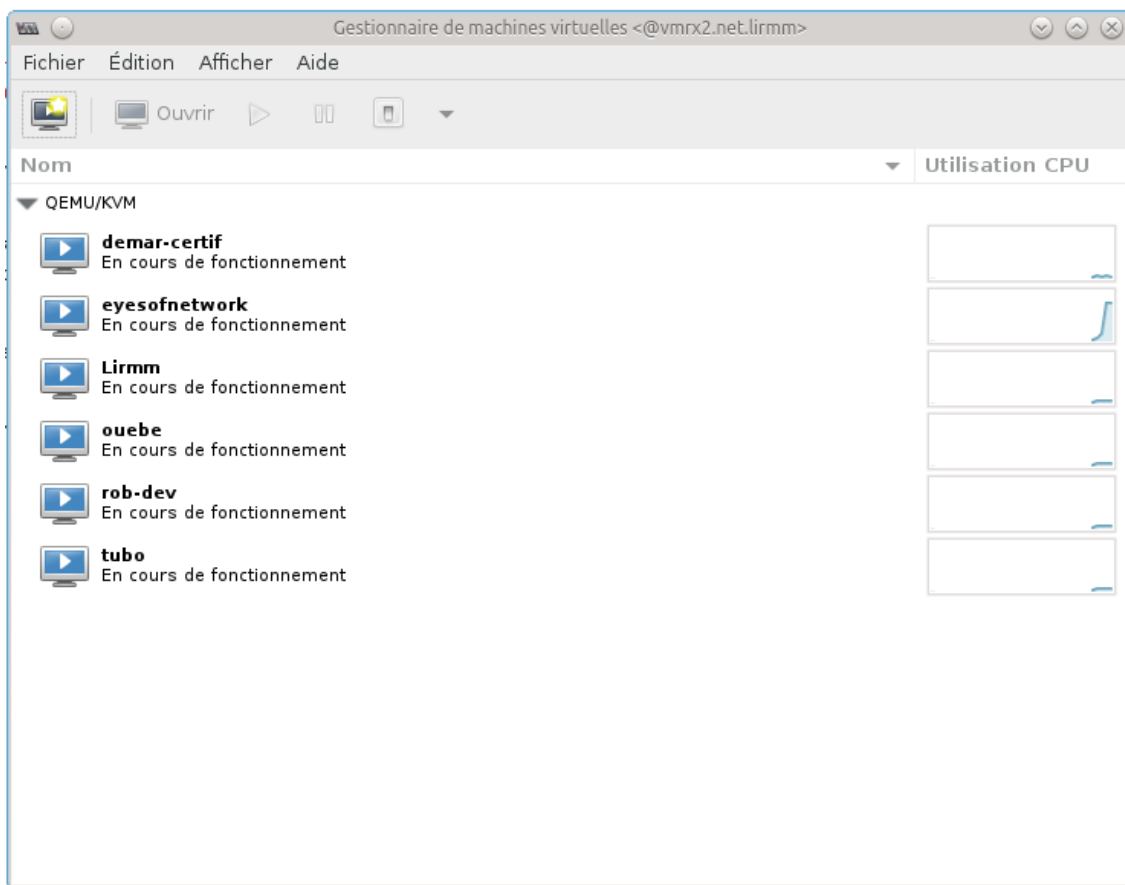 Gestionnaire de machines virtuelles <@vmrx2.net.lirmm>
Fichier Édition Afficher Aide
Ouvrir
Nom Utilisation CPU
QEMU/KVM
demar-certif
En cours de fonctionnement
eyesofnetwork
En cours de fonctionnement
Lirmm
En cours de fonctionnement
ouebe
En cours de fonctionnement
rob-dev
En cours de fonctionnement
tubo
En cours de fonctionnement